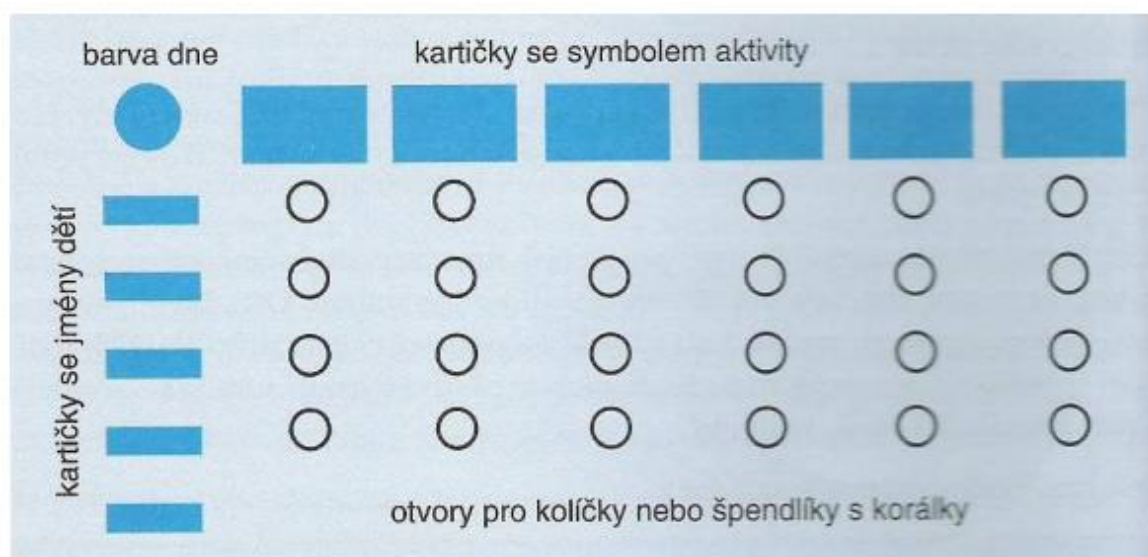 barva dne
kartičky se symbolem aktivity
kartičky se jmény dětí
otvory pro kolíčky nebo špendlíky s korálky